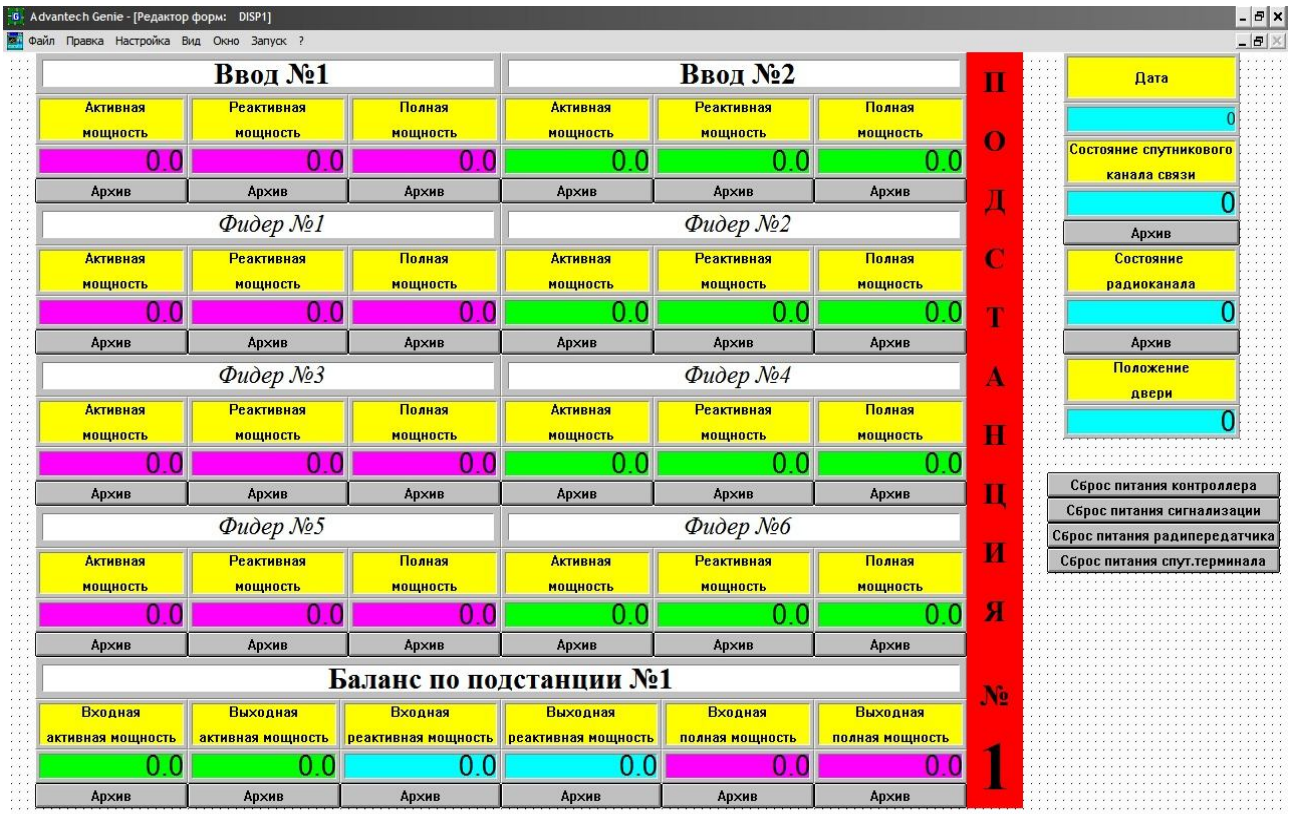 Advantech Genie - [Редактор форм: DISP1]
Файл Правка Настройка Вид Окно Запуск ?
Ввод №1 Ввод №2
Активная мощность Реактивная мощность Полная мощность Активная мощность Реактивная мощность Полная мощность
0.0 0.0 0.0 0.0 0.0 0.0
Архив Архив Архив Архив Архив Архив
Фидер №1 Фидер №2
Активная мощность Реактивная мощность Полная мощность Активная мощность Реактивная мощность Полная мощность
0.0 0.0 0.0 0.0 0.0 0.0
Архив Архив Архив Архив Архив Архив
Фидер №3 Фидер №4
Активная мощность Реактивная мощность Полная мощность Активная мощность Реактивная мощность Полная мощность
0.0 0.0 0.0 0.0 0.0 0.0
Архив Архив Архив Архив Архив Архив
Фидер №5 Фидер №6
Активная мощность Реактивная мощность Полная мощность Активная мощность Реактивная мощность Полная мощность
0.0 0.0 0.0 0.0 0.0 0.0
Архив Архив Архив Архив Архив Архив
Баланс по подстанции №1
Входная активная мощность Выходная активная мощность Входная реактивная мощность Выходная реактивная мощность Входная полная мощность Выходная полная мощность
0.0 0.0 0.0 0.0 0.0 0.0
Архив Архив Архив Архив Архив Архив
ПОДСТАНЦИЯ № 1
Дата
0
Состояние спутникового
канала связи
0
Архив
Состояние
радиоканала
0
Архив
Положение
двери
0
Сброс питания контроллера
Сброс питания сигнализации
Сброс питания радипередатчика
Сброс питания спут.терминала